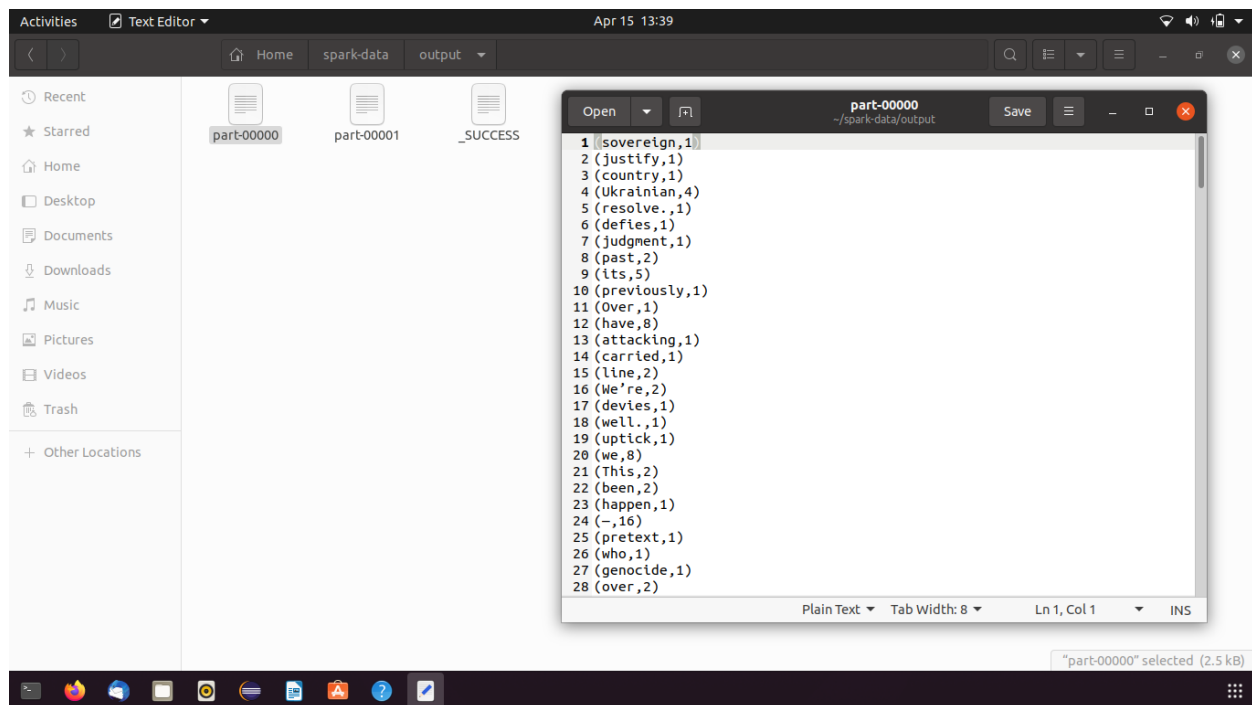 Activities Text Editor Apr 15 13:39
Home spark-data output
Recent
Starred
Home
Desktop
Documents
Downloads
Music
Pictures
Videos
Trash
+ Other Locations
part-00000 part-00001 _SUCCESS
Open part-00000 Save
~/spark-data/output
1 (sovereign,1)
2 (justify,1)
3 (country,1)
4 (Ukrainian,4)
5 (resolve.,1)
6 (defies,1)
7 (judgment,1)
8 (past,2)
9 (its,5)
10 (previously,1)
11 (Over,1)
12 (have,8)
13 (attacking,1)
14 (carried,1)
15 (line,2)
16 (We’re,2)
17 (devies,1)
18 (well.,1)
19 (uptick,1)
20 (we,8)
21 (This,2)
22 (been,2)
23 (happen,1)
24 (—,16)
25 (pretext,1)
26 (who,1)
27 (genocide,1)
28 (over,2)
Plain Text Tab Width: 8 Ln 1, Col 1 INS
“part-00000” selected (2.5 kB)